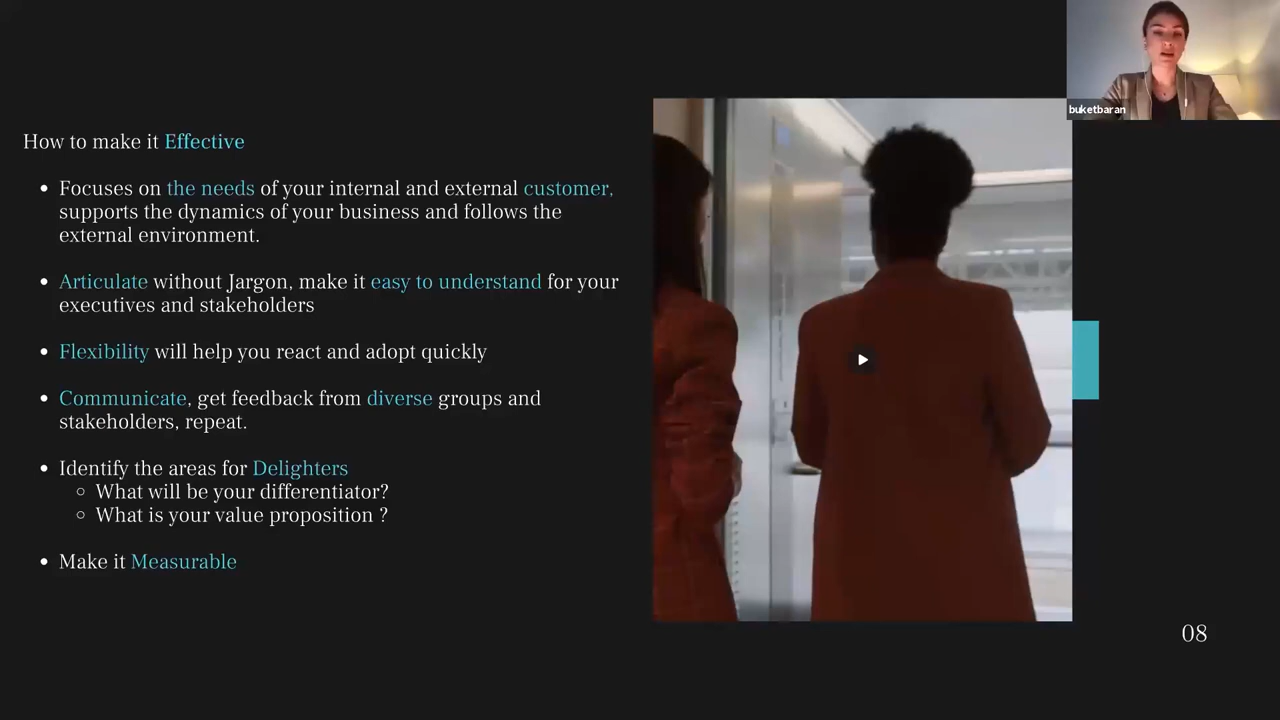 buketbaran
How to make it Effective
• Focuses on the needs of your internal and external customer,
supports the dynamics of your business and follows the
external environment.
• Articulate without Jargon, make it easy to understand for your
executives and stakeholders
• Flexibility will help you react and adopt quickly
• Communicate, get feedback from diverse groups and
stakeholders, repeat.
• Identify the areas for Delighters
○ What will be your differentiator?
○ What is your value proposition ?
• Make it Measurable
08